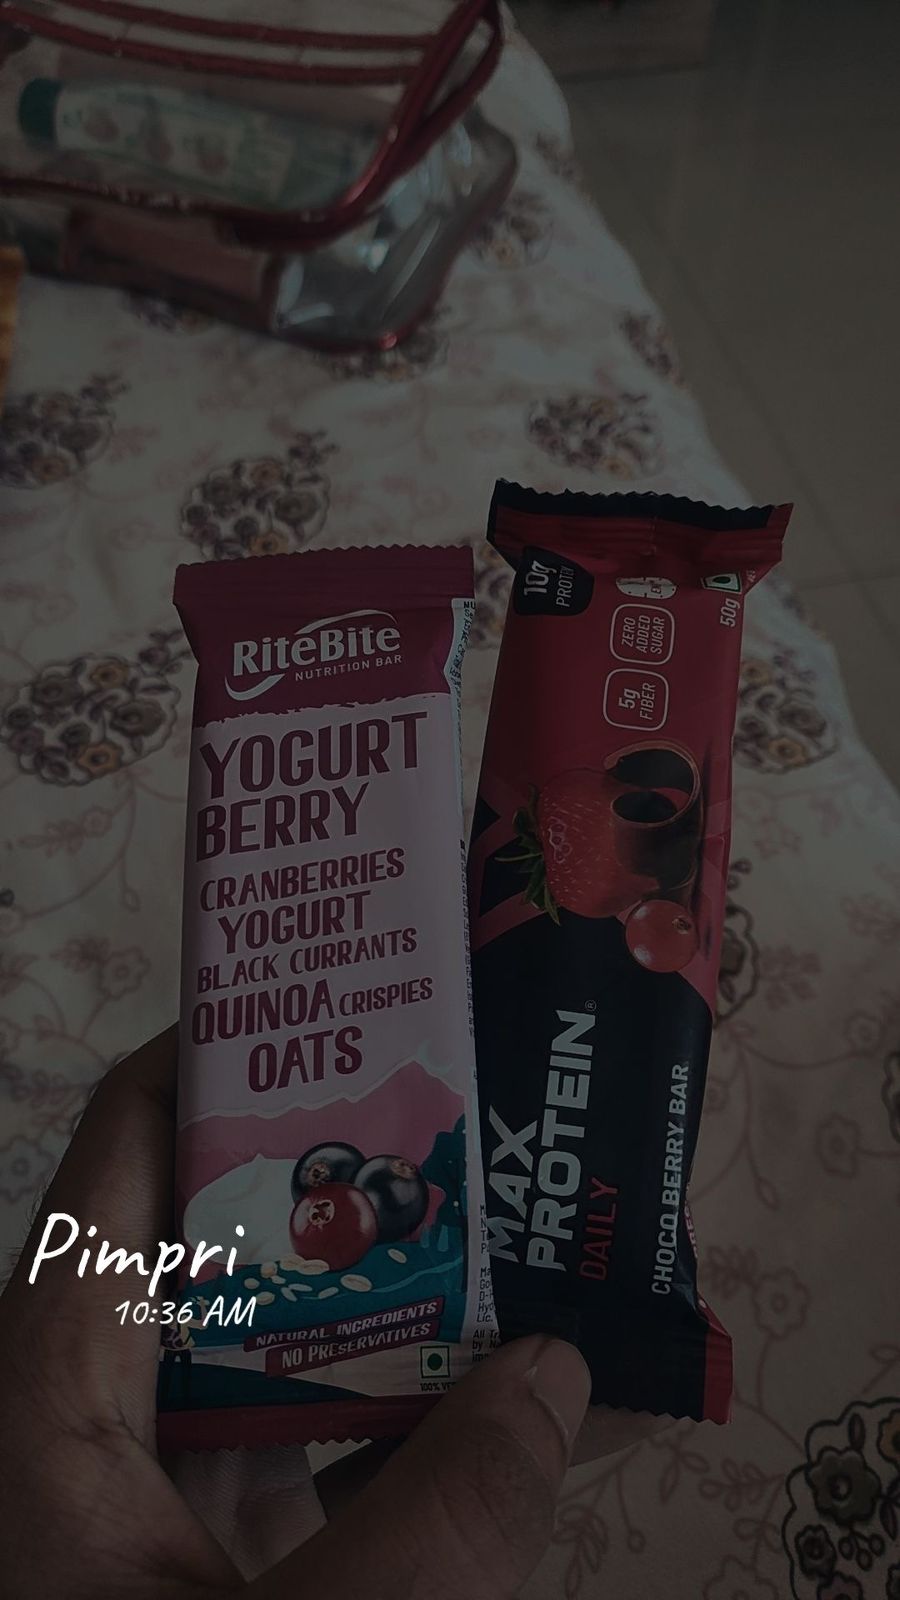 RiteBite
NUTRITION BAR
YOGURT
BERRY
CRANBERRIES
YOGURT
BLACK CURRANTS
QUINOA CRISPIES
OATS
NATURAL INGREDIENTS
NO PRESERVATIVES
10g
PROTEIN
ZERO
ADDED
SUGAR
5g
FIBER
50g
MAX
PROTEIN®
DAILY
CHOCO BERRY BAR
Pimpri
10:36 AM